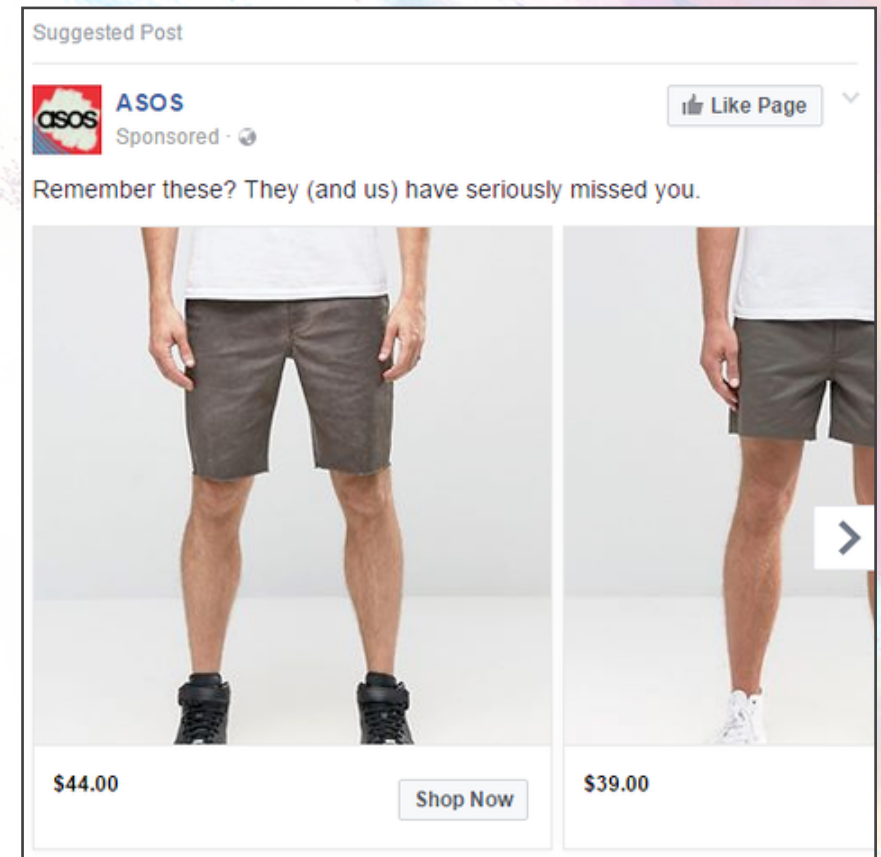 Suggested Post
asos
ASOS
Like Page
Sponsored ·
Remember these? They (and us) have seriously missed you.
$44.00
Shop Now
$39.00